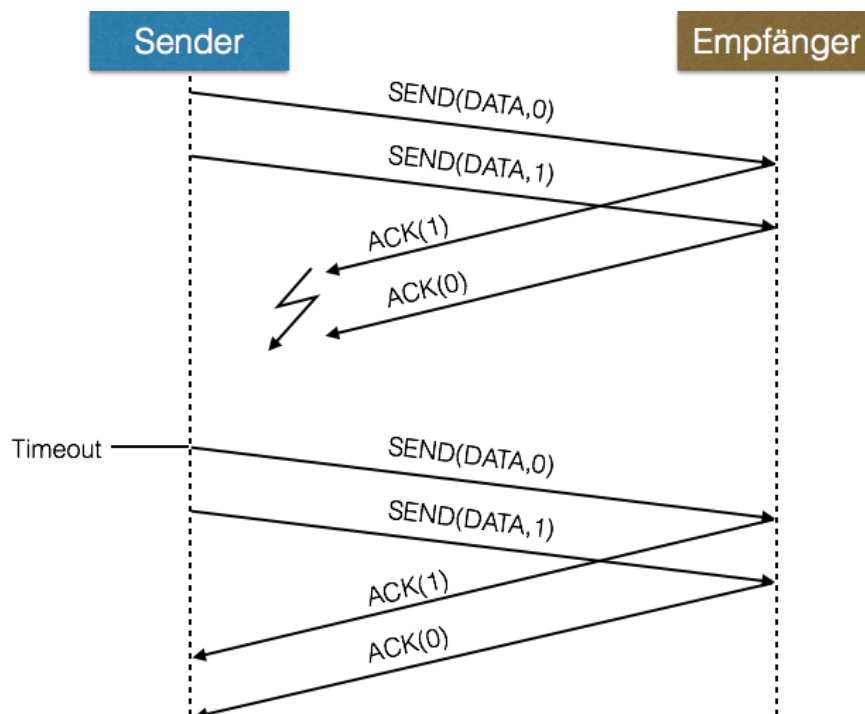 Sender
Empfänger
SEND(DATA,0)
SEND(DATA,1)
ACK(1)
ACK(0)
Timeout
SEND(DATA,0)
SEND(DATA,1)
ACK(1)
ACK(0)